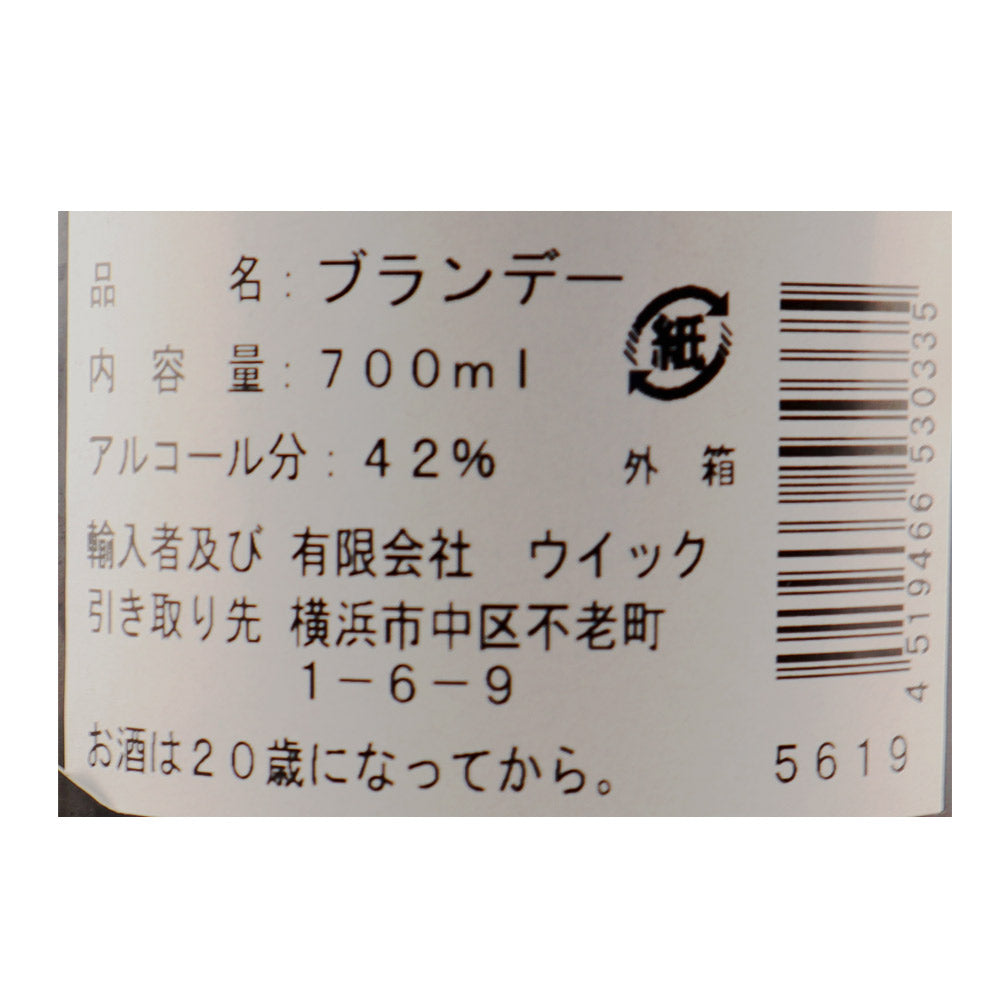 品　　名：ブランデー
内 容 量：７００ｍｌ
アルコール分：４２％
紙
外 箱
輸入者及び 有限会社　ウイック
引き取り先 横浜市中区不老町
１－６－９
お酒は２０歳になってから。
4 519466 530335
5619